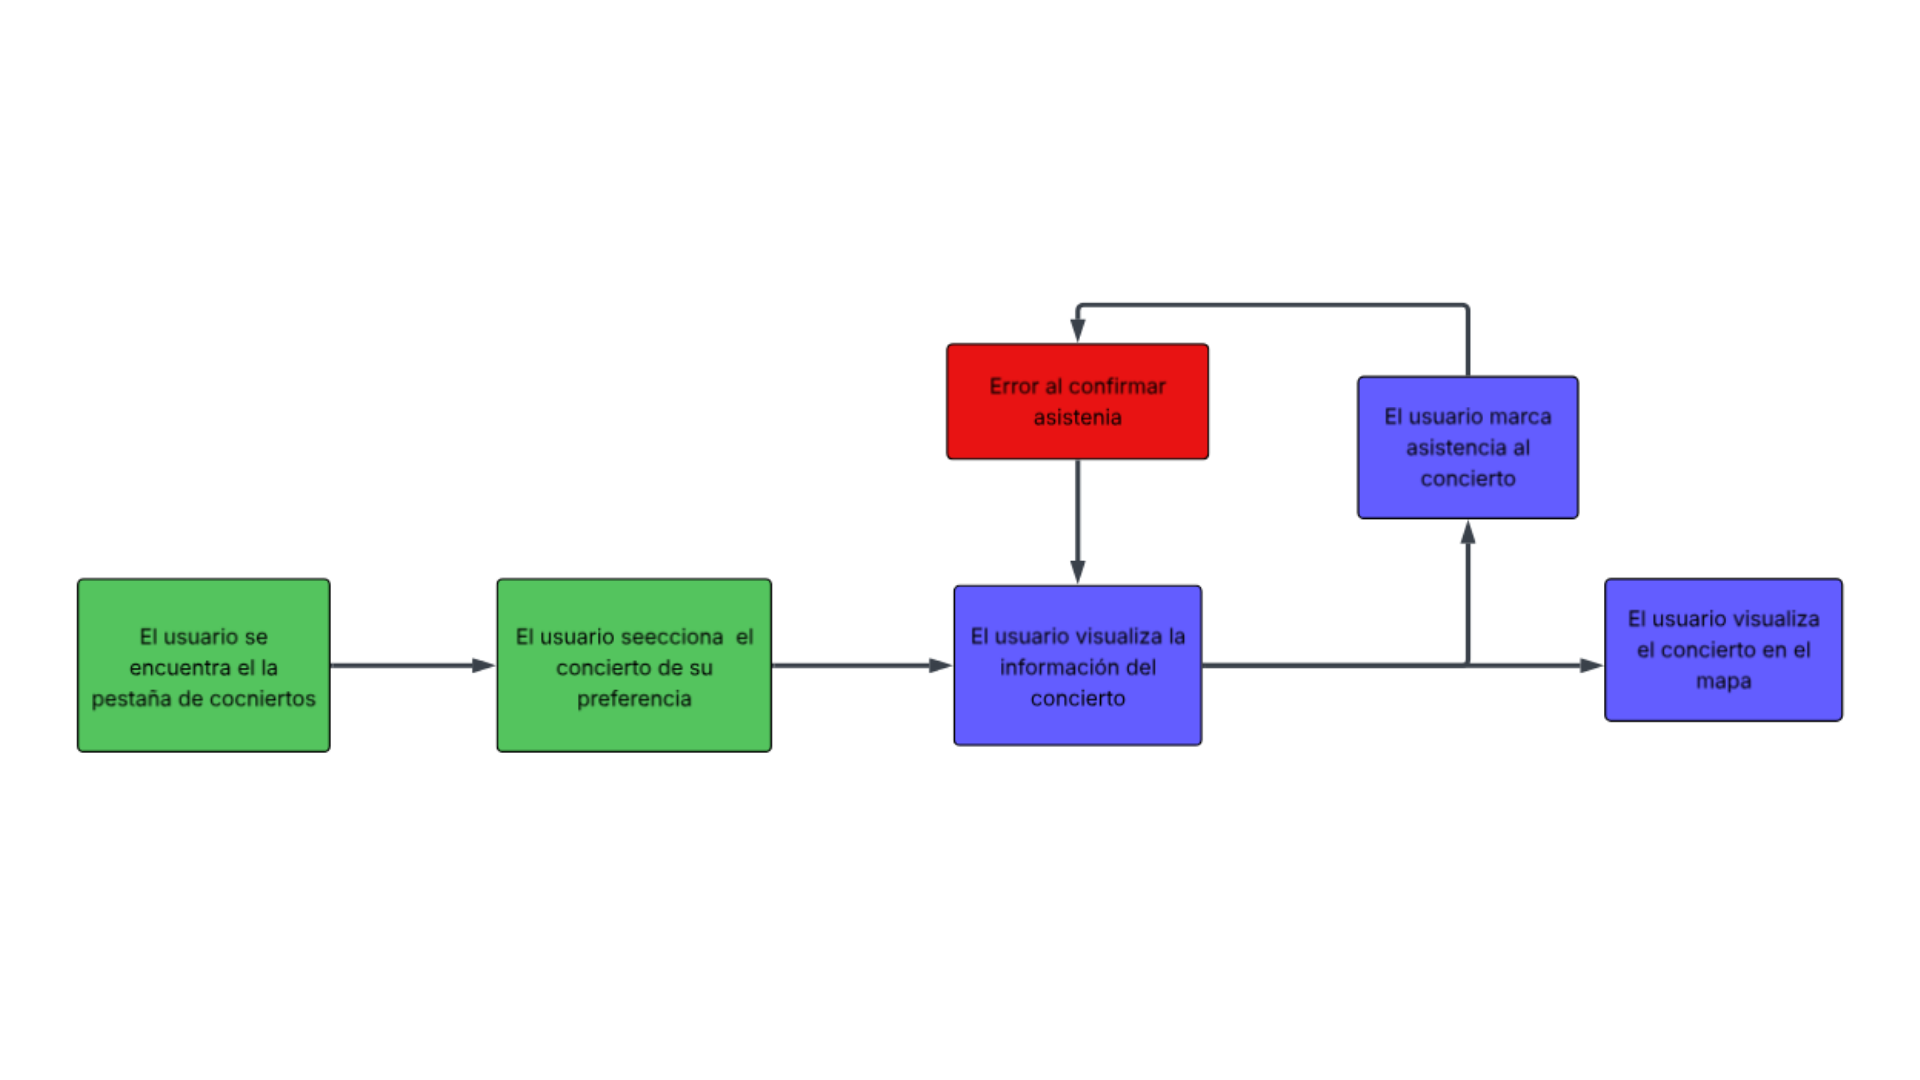 Error al confirmar
asistenia
El usuario marca
asistencia al
concierto
El usuario se
encuentra el la
pestaña de cocniertos
El usuario seecciona  el
concierto de su
preferencia
El usuario visualiza la
información del
concierto
El usuario visualiza
el concierto en el
mapa